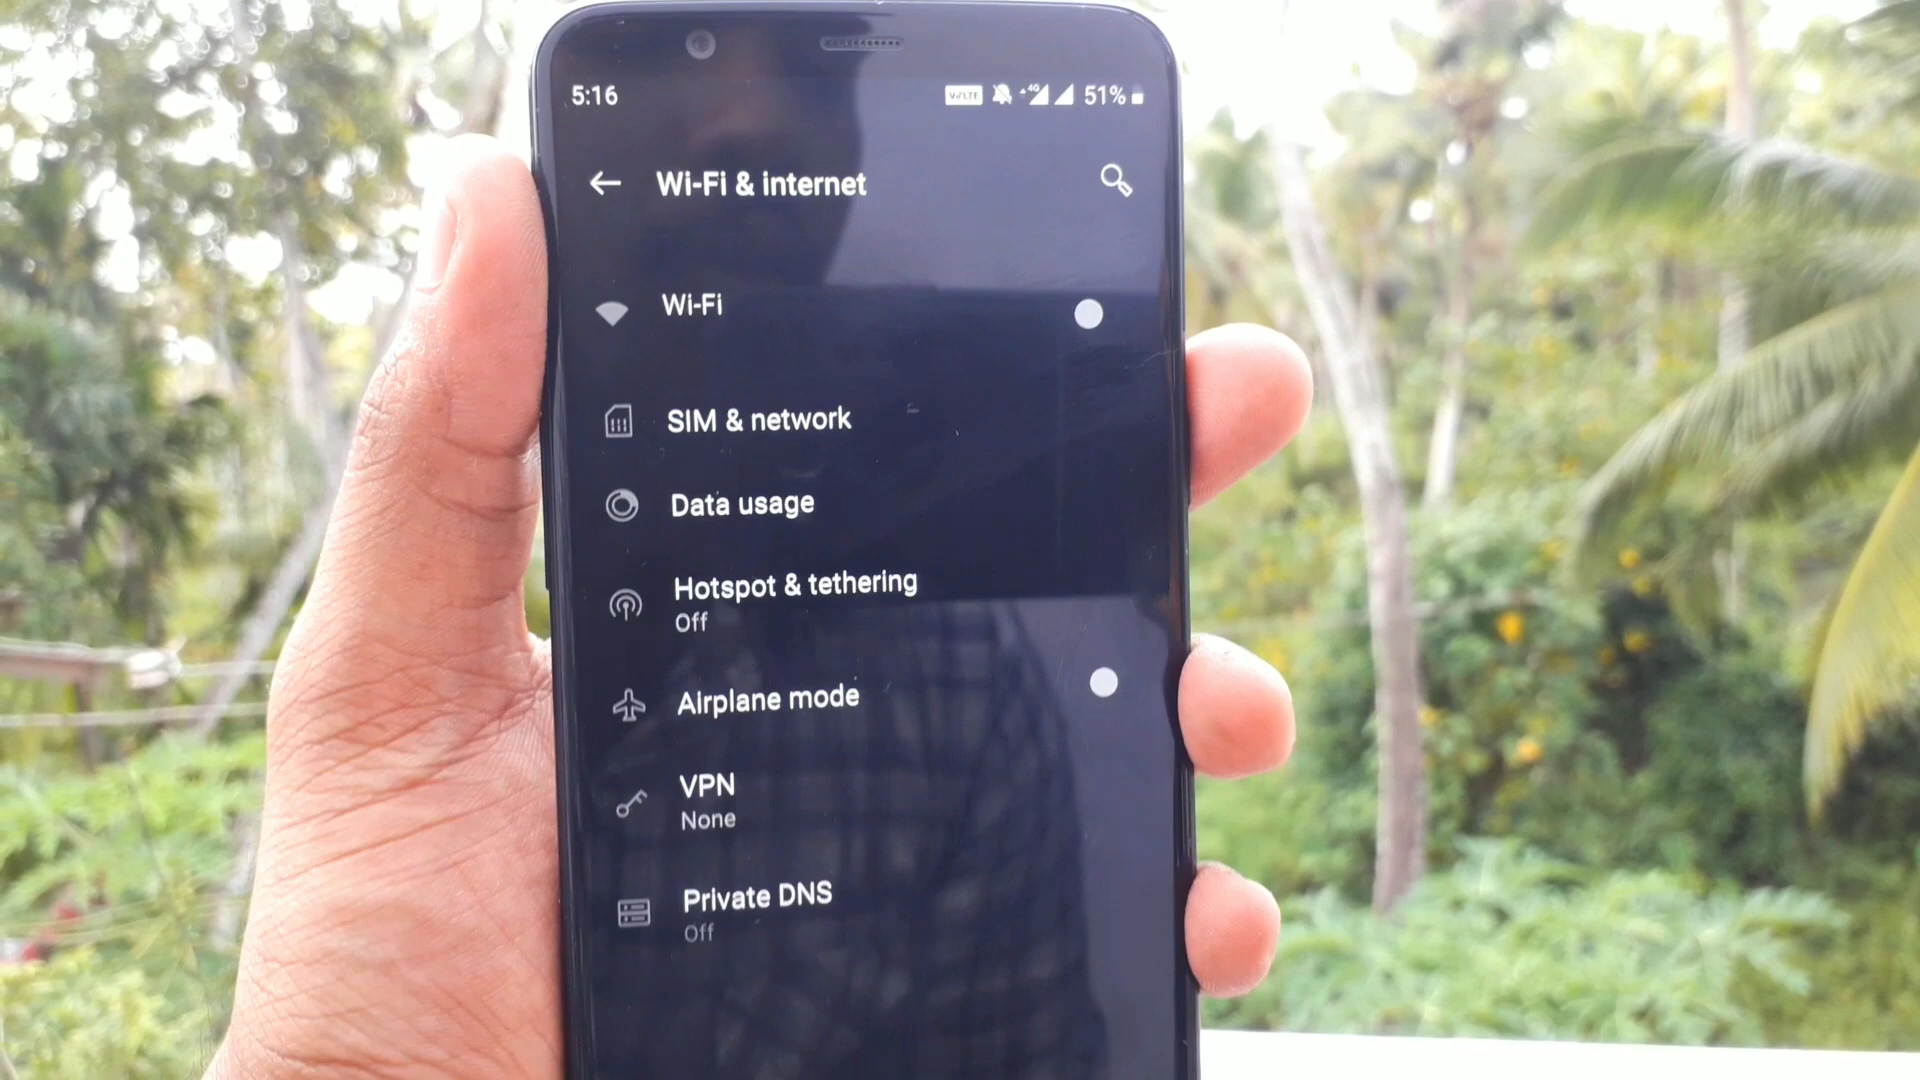 5:16 VoLTE 4G 51%
Wi-Fi & internet
Wi-Fi
SIM & network
Data usage
Hotspot & tethering
Off
Airplane mode
VPN
None
Private DNS
Off